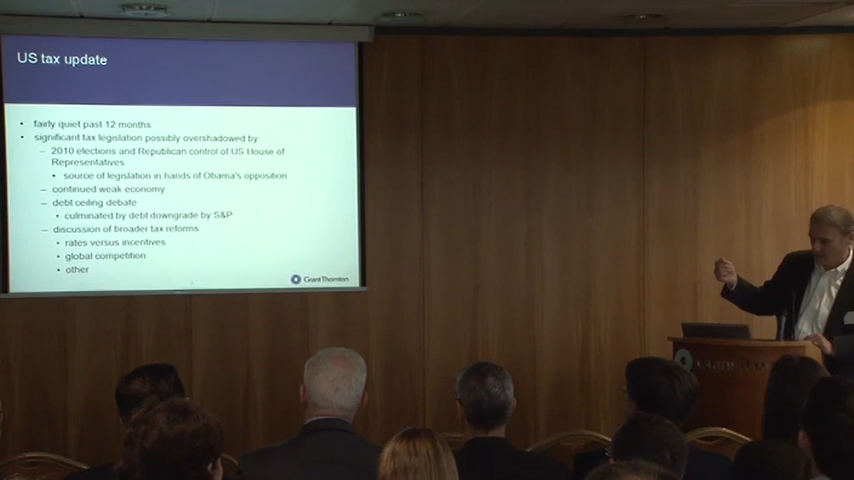 US tax update
• fairly quiet past 12 months
• significant tax legislation possibly overshadowed by
– 2010 elections and Republican control of US House of
Representatives
• source of legislation in hands of Obama's opposition
– continued weak economy
– debt ceiling debate
• culminated by debt downgrade by S&P
– discussion of broader tax reforms
• rates versus incentives
• global competition
• other
Grant Thornton